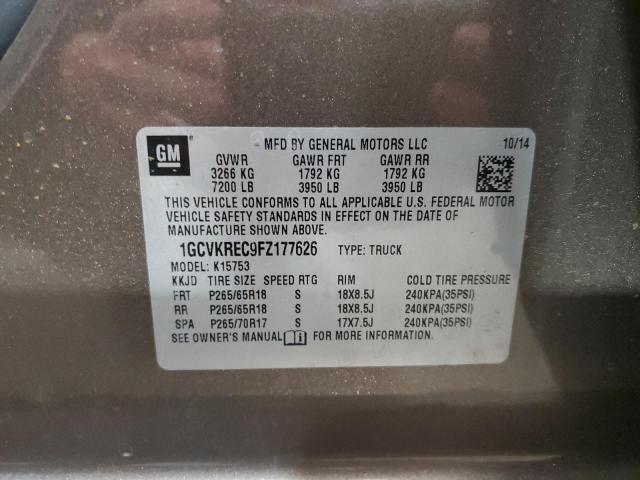 GM MFD BY GENERAL MOTORS LLC 10/14
GVWR GAWR FRT GAWR RR
3266 KG 1792 KG 1792 KG
7200 LB 3950 LB 3950 LB
THIS VEHICLE CONFORMS TO ALL APPLICABLE U.S. FEDERAL MOTOR
VEHICLE SAFETY STANDARDS IN EFFECT ON THE DATE OF
MANUFACTURE SHOWN ABOVE.
1GCVKREC9FZ177626 TYPE: TRUCK
MODEL: K15753
KKJD TIRE SIZE SPEED RTG RIM COLD TIRE PRESSURE
FRT P265/65R18 S 18X8.5J 240KPA(35PSI)
RR P265/65R18 S 18X8.5J 240KPA(35PSI)
SPA P265/70R17 S 17X7.5J 240KPA(35PSI)
SEE OWNER'S MANUAL FOR MORE INFORMATION.